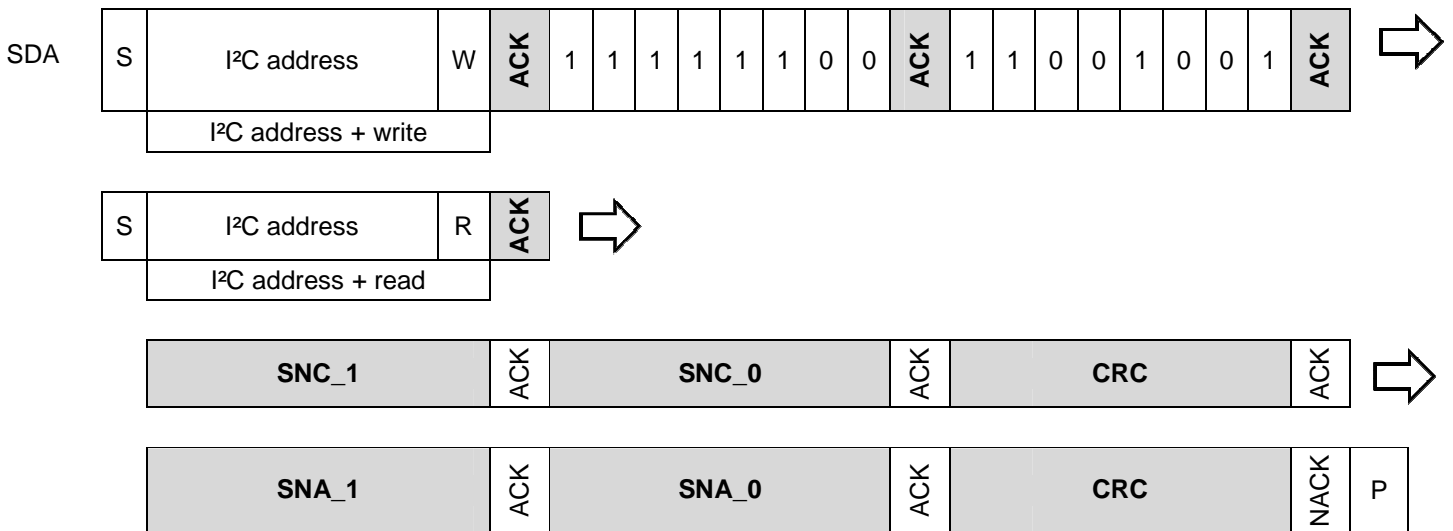 SDA S I²C address W ACK 1 1 1 1 1 1 0 0 ACK 1 1 0 0 1 0 0 1 ACK
I²C address + write
S I²C address R ACK
I²C address + read
SNC_1 ACK SNC_0 ACK CRC ACK
SNA_1 ACK SNA_0 ACK CRC NACK P